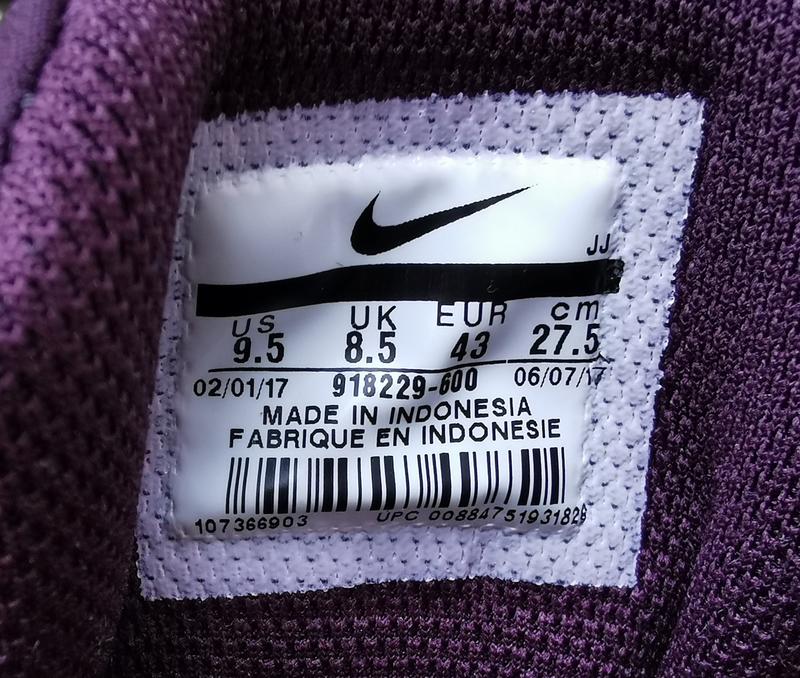 JJ
US UK EUR cm
9.5 8.5 43 27.5
02/01/17 918229-600 06/07/17
MADE IN INDONESIA
FABRIQUE EN INDONESIE
107366903 UPC 00884751931829